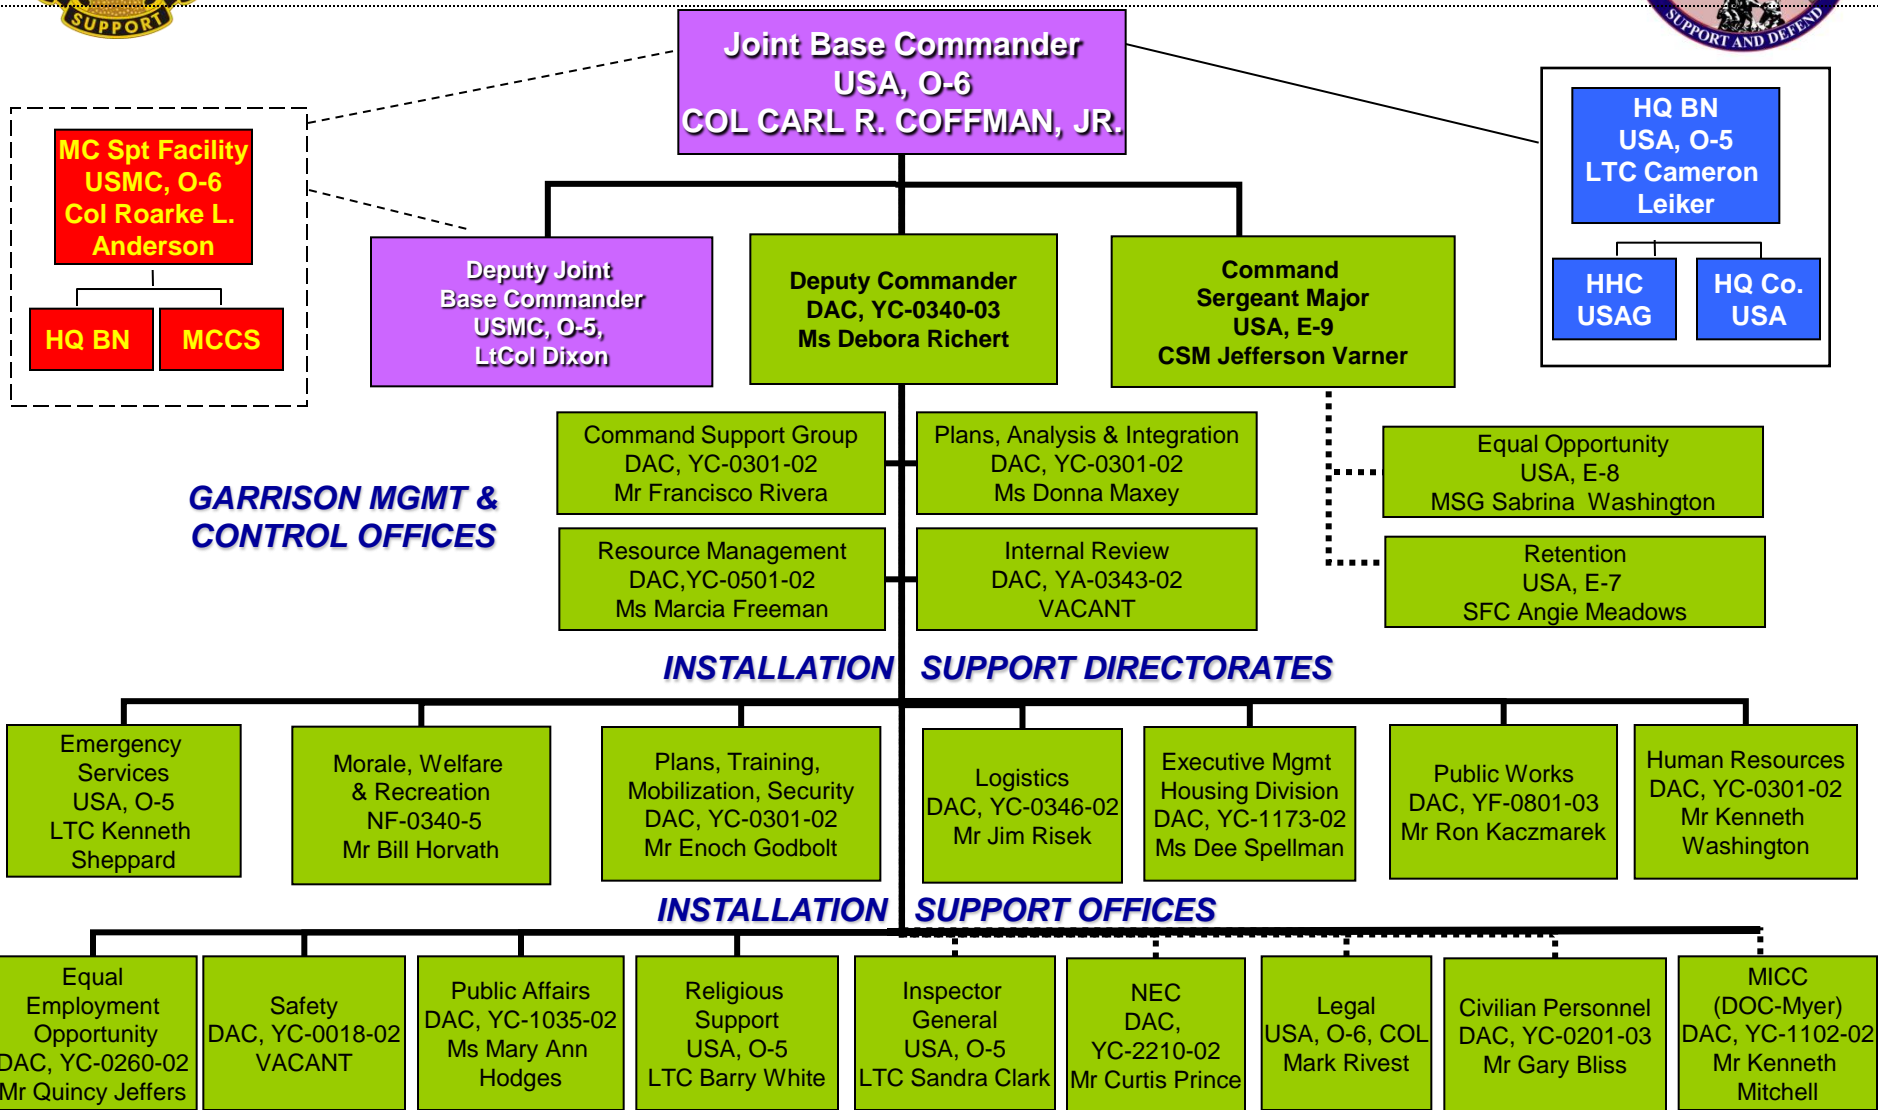 SUPPORT
SUPPORT AND DEFEND
Joint Base Commander
USA, O-6
COL CARL R. COFFMAN, JR.
MC Spt Facility
USMC, O-6
Col Roarke L.
Anderson
HQ BN
MCCS
HQ BN
USA, O-5
LTC Cameron
Leiker
HHC
USAG
HQ Co.
USA
Deputy Joint
Base Commander
USMC, O-5,
LtCol Dixon
Deputy Commander
DAC, YC-0340-03
Ms Debora Richert
Command
Sergeant Major
USA, E-9
CSM Jefferson Varner
GARRISON MGMT &
CONTROL OFFICES
Command Support Group
DAC, YC-0301-02
Mr Francisco Rivera
Plans, Analysis & Integration
DAC, YC-0301-02
Ms Donna Maxey
Equal Opportunity
USA, E-8
MSG Sabrina  Washington
Resource Management
DAC,YC-0501-02
Ms Marcia Freeman
Internal Review
DAC, YA-0343-02
VACANT
Retention
USA, E-7
SFC Angie Meadows
INSTALLATION SUPPORT DIRECTORATES
Emergency
Services
USA, O-5
LTC Kenneth
Sheppard
Morale, Welfare
& Recreation
NF-0340-5
Mr Bill Horvath
Plans, Training,
Mobilization, Security
DAC, YC-0301-02
Mr Enoch Godbolt
Logistics
DAC, YC-0346-02
Mr Jim Risek
Executive Mgmt
Housing Division
DAC, YC-1173-02
Ms Dee Spellman
Public Works
DAC, YF-0801-03
Mr Ron Kaczmarek
Human Resources
DAC, YC-0301-02
Mr Kenneth
Washington
INSTALLATION SUPPORT OFFICES
Equal
Employment
Opportunity
DAC, YC-0260-02
Mr Quincy Jeffers
Safety
DAC, YC-0018-02
VACANT
Public Affairs
DAC, YC-1035-02
Ms Mary Ann
Hodges
Religious
Support
USA, O-5
LTC Barry White
Inspector
General
USA, O-5
LTC Sandra Clark
NEC
DAC,
YC-2210-02
Mr Curtis Prince
Legal
USA, O-6, COL
Mark Rivest
Civilian Personnel
DAC, YC-0201-03
Mr Gary Bliss
MICC
(DOC-Myer)
DAC, YC-1102-02
Mr Kenneth
Mitchell